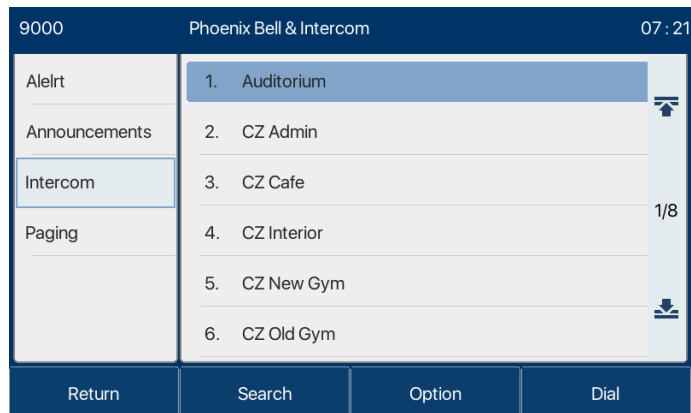 9000 Phoenix Bell & Intercom 07 : 21
Alelrt
Announcements
Intercom
Paging
1. Auditorium
2. CZ Admin
3. CZ Cafe
4. CZ Interior
5. CZ New Gym
6. CZ Old Gym
1/8
Return Search Option Dial